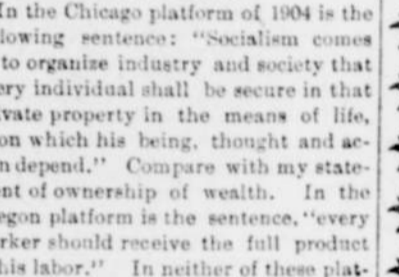 In the Chicago platform of 1904 is the
lowing sentence: "Socialism comes
to organize industry and society that
ery individual shall be secure in that
ivate property in the means of life,
on which his being, thought and ac-
n depend." Compare with my state-
ent of ownership of wealth. In the
egon platform is the sentence, "every
rker should receive the full product
his labor." In neither of these plat-